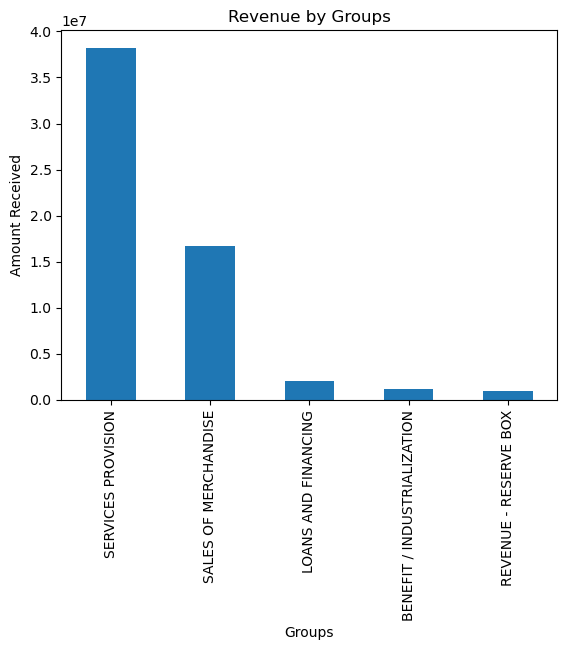 Revenue by Groups
1e7
4.0
3.5
3.0
2.5
2.0
1.5
1.0
0.5
0.0
Amount Received
SERVICES PROVISION
SALES OF MERCHANDISE
LOANS AND FINANCING
BENEFIT / INDUSTRIALIZATION
REVENUE - RESERVE BOX
Groups